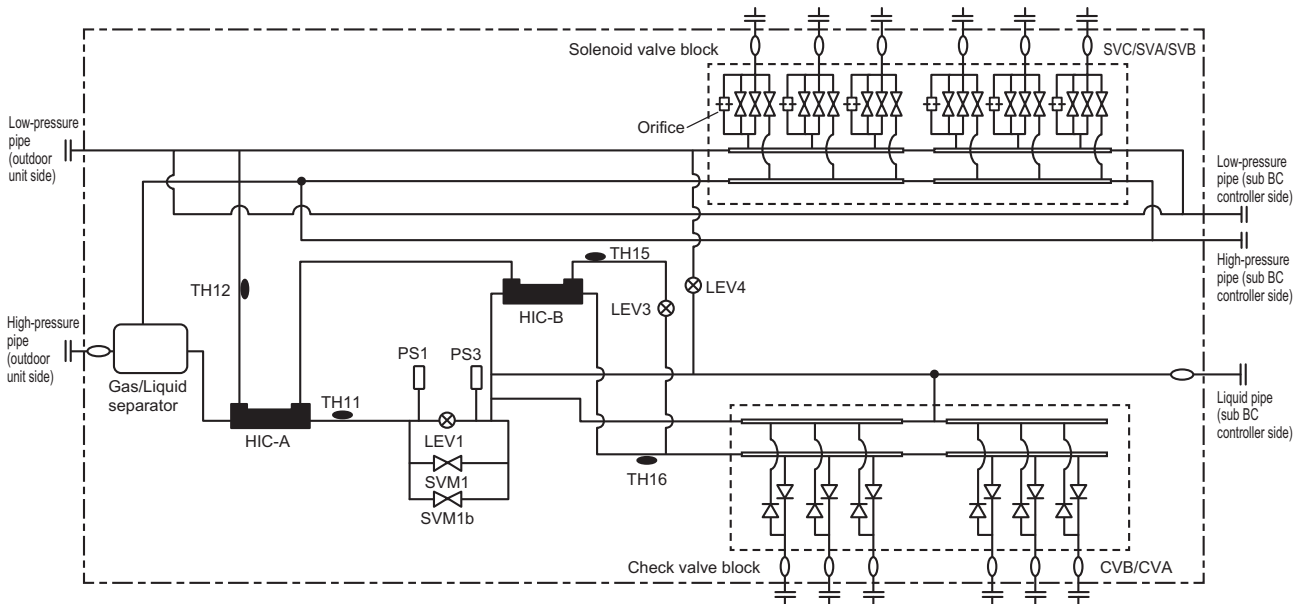 Solenoid valve block
SVC/SVA/SVB
Orifice
Low-pressure
pipe
(outdoor
unit side)
Low-pressure
pipe (sub BC
controller side)
High-pressure
pipe (sub BC
controller side)
TH15
TH12
LEV4
LEV3
HIC-B
High-pressure
pipe
(outdoor
unit side)
Gas/Liquid
separator
PS1
PS3
TH11
HIC-A
LEV1
SVM1
SVM1b
TH16
Liquid pipe
(sub BC
controller side)
Check valve block
CVB/CVA